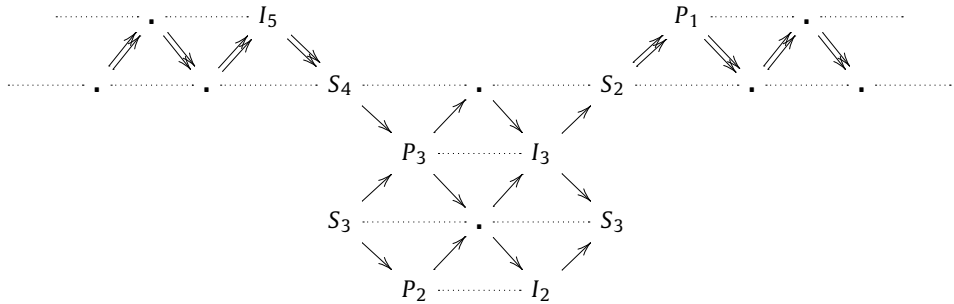 I₅ P₁
S₄ S₂
P₃ I₃
S₃ S₃
P₂ I₂